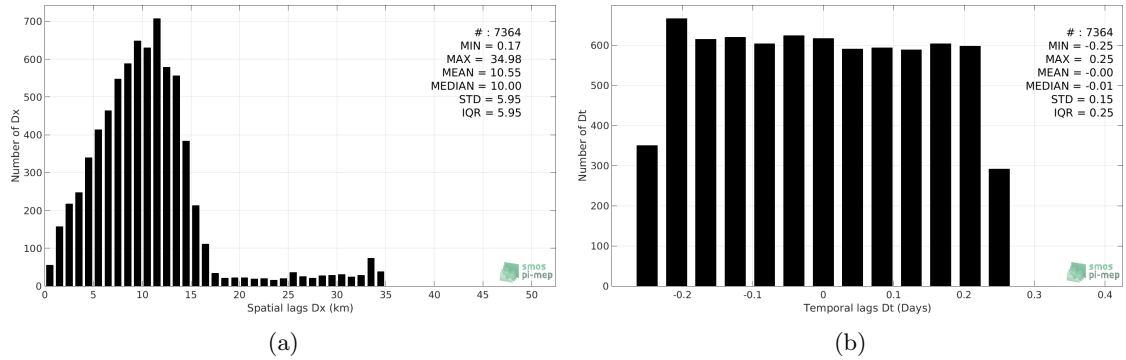 700
600
500
400
300
200
100
0
Number of Dx
0 5 10 15 20 25 30 35 40 45 50
Spatial lags Dx (km)
# : 7364
MIN = 0.17
MAX = 34.98
MEAN = 10.55
MEDIAN = 10.00
STD = 5.95
IQR = 5.95
smos
pi-mep
(a)
600
500
400
300
200
100
0
Number of Dt
-0.2 -0.1 0 0.1 0.2 0.3 0.4
Temporal lags Dt (Days)
# : 7364
MIN = -0.25
MAX = 0.25
MEAN = -0.00
MEDIAN = -0.01
STD = 0.15
IQR = 0.25
smos
pi-mep
(b)